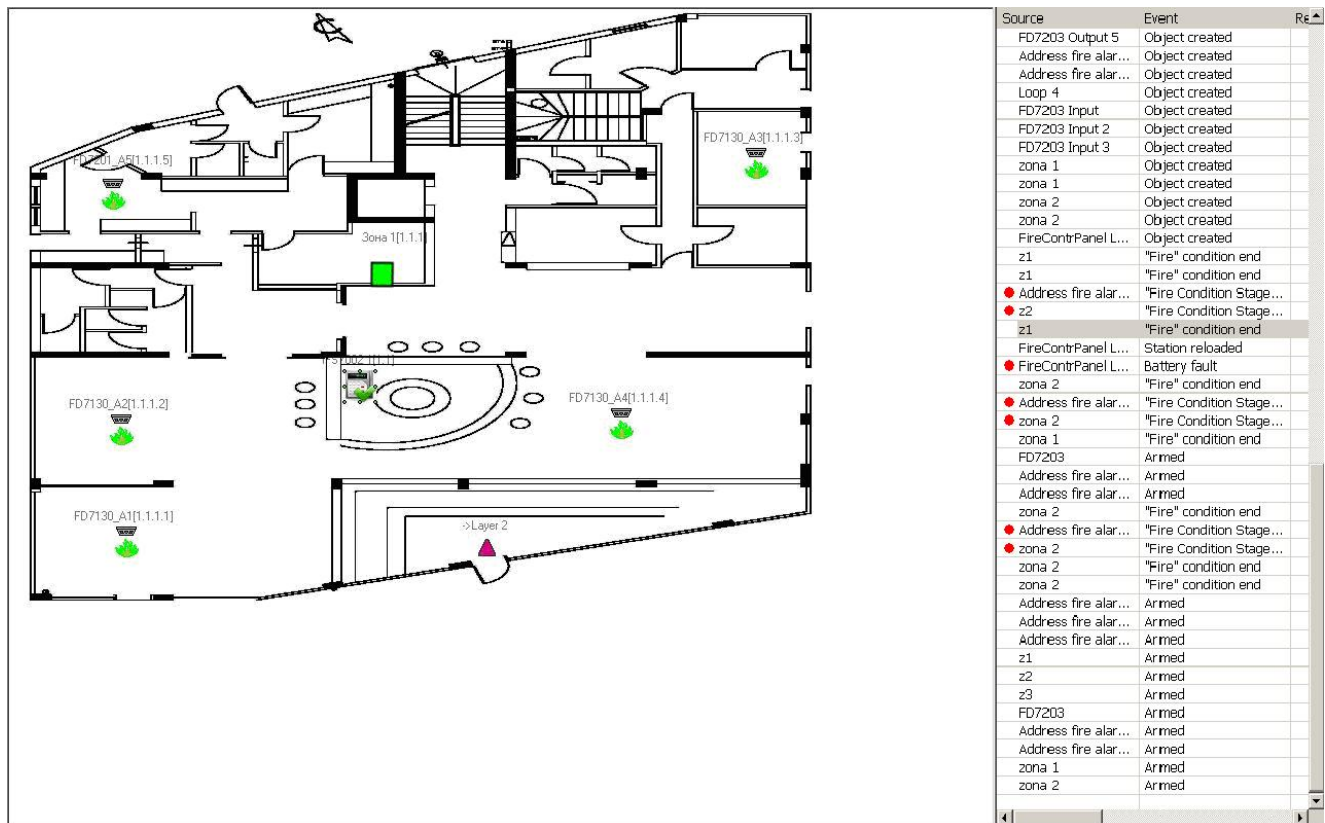 FD7201_A5[1.1.1.5]
FD7130_A3[1.1.1.3]
Зона 1[1.1.1]
FD7130_A2[1.1.1.2]
FD7130_A4[1.1.1.4]
FD7130_A1[1.1.1.1]
->Layer 2
Source Event Re
FD7203 Output 5 Object created
Address fire alar... Object created
Address fire alar... Object created
Loop 4 Object created
FD7203 Input Object created
FD7203 Input 2 Object created
FD7203 Input 3 Object created
zona 1 Object created
zona 1 Object created
zona 2 Object created
zona 2 Object created
FireContrPanel L... Object created
z1 "Fire" condition end
z1 "Fire" condition end
Address fire alar... "Fire Condition Stage...
z2 "Fire Condition Stage...
z1 "Fire" condition end
FireContrPanel L... Station reloaded
FireContrPanel L... Battery fault
zona 2 "Fire" condition end
Address fire alar... "Fire Condition Stage...
zona 2 "Fire Condition Stage...
zona 1 "Fire" condition end
FD7203 Armed
Address fire alar... Armed
Address fire alar... Armed
zona 2 "Fire" condition end
Address fire alar... "Fire Condition Stage...
zona 2 "Fire Condition Stage...
zona 2 "Fire" condition end
zona 2 "Fire" condition end
Address fire alar... Armed
Address fire alar... Armed
Address fire alar... Armed
z1 Armed
z2 Armed
z3 Armed
FD7203 Armed
Address fire alar... Armed
Address fire alar... Armed
zona 1 Armed
zona 2 Armed